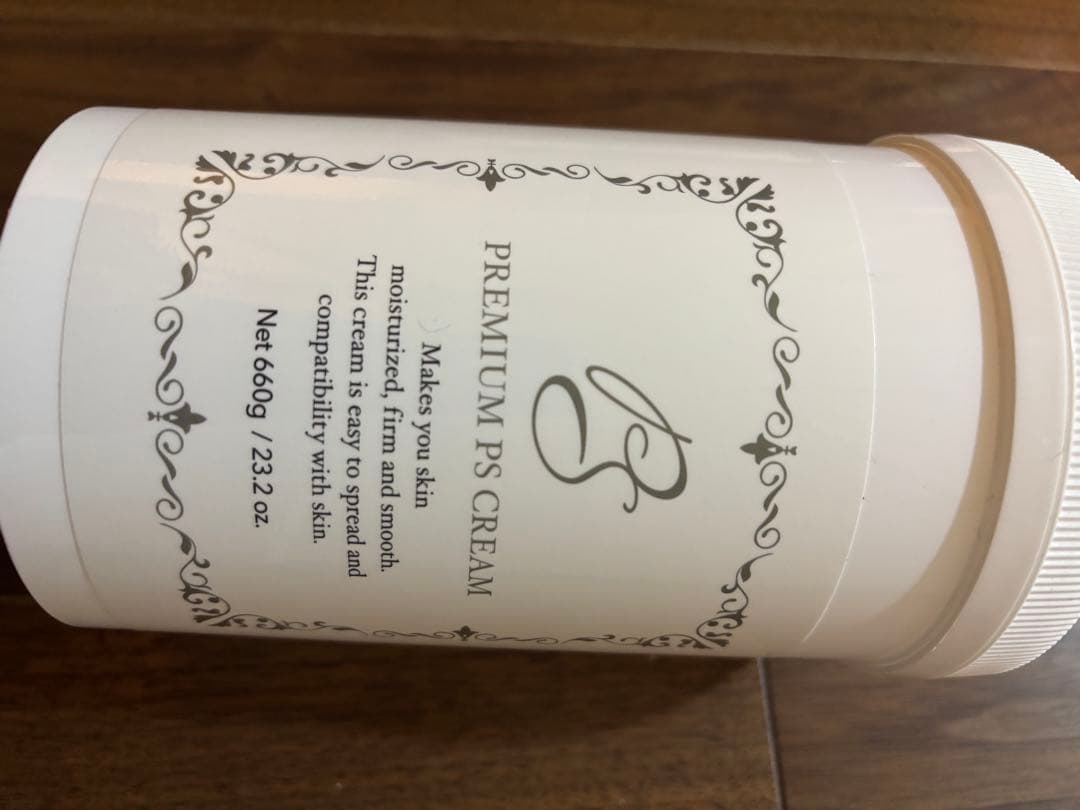 PS
PREMIUM PS CREAM
Makes you skin
moisturized, firm and smooth.
This cream is easy to spread and
compatibility with skin.
Net 660g / 23.2 oz.